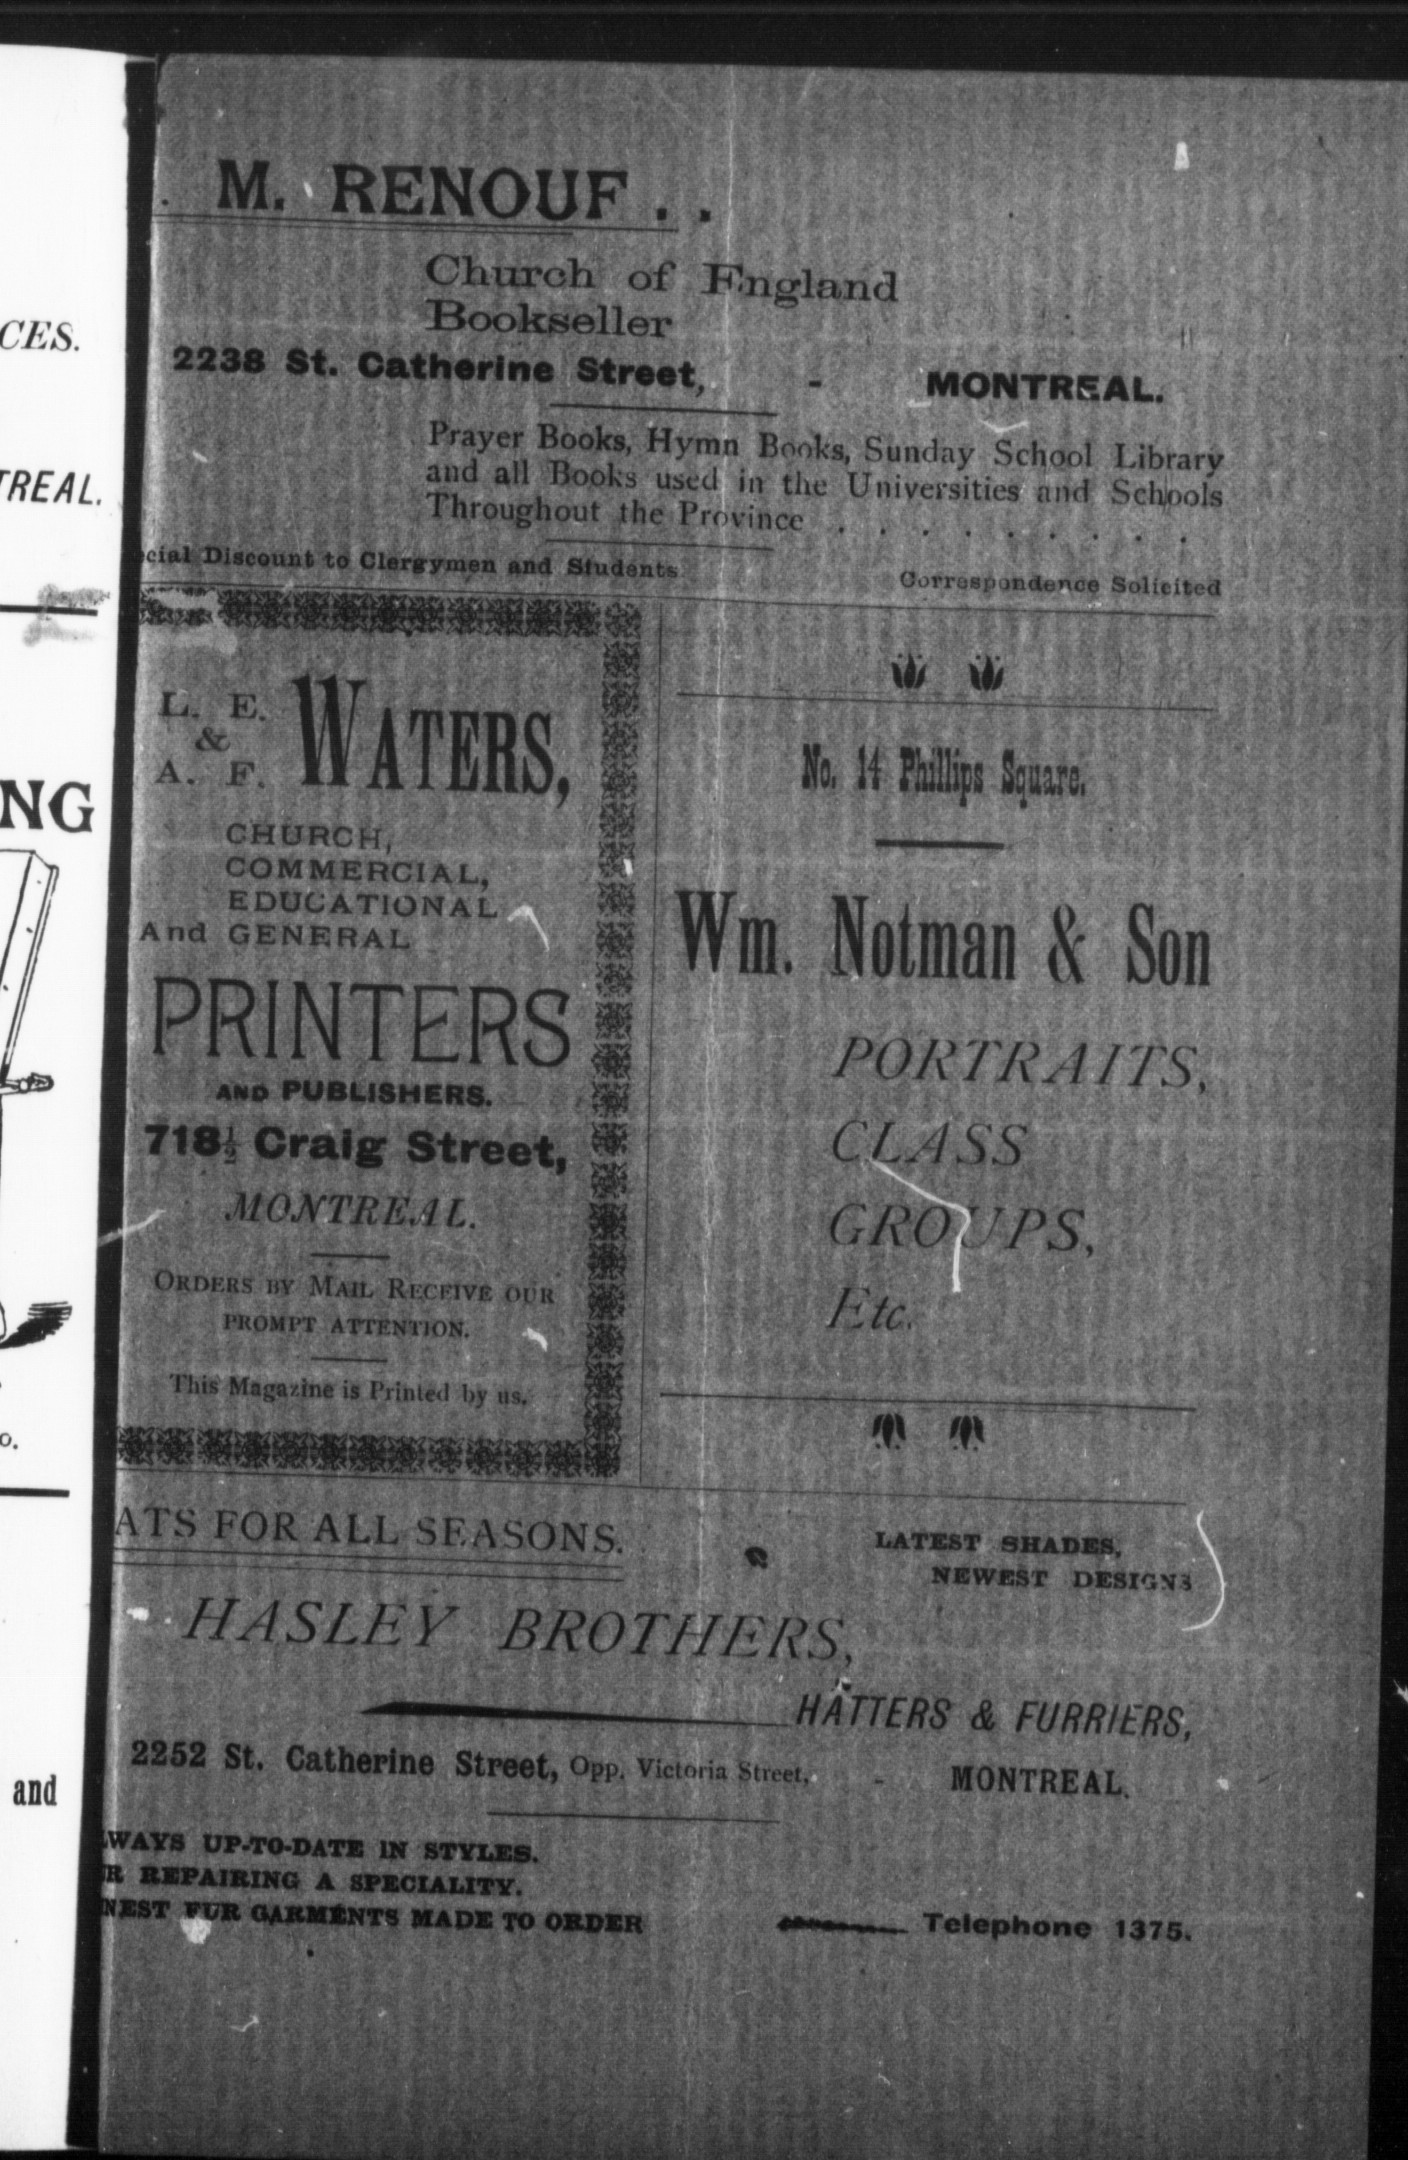 CES.
TREAL.
NG
o.
and
. M. RENOUF . .
Church of England
Bookseller
2238 St. Catherine Street, - MONTREAL.
Prayer Books, Hymn Books, Sunday School Library
and all Books used in the Universities and Schools
Throughout the Province . . . . . . . . .
cial Discount to Clergymen and Students
Correspondence Solicited
L. E.
&
A. F.
WATERS,
CHURCH,
COMMERCIAL,
EDUCATIONAL
And GENERAL
PRINTERS
AND PUBLISHERS.
718½ Craig Street,
MONTREAL.
ORDERS BY MAIL RECEIVE OUR
PROMPT ATTENTION.
This Magazine is Printed by us.
No. 14 Phillips Square.
Wm. Notman & Son
PORTRAITS,
CLASS
GROUPS,
Etc.
ATS FOR ALL SEASONS.
LATEST SHADES,
NEWEST DESIGNS
HASLEY BROTHERS,
HATTERS & FURRIERS,
2252 St. Catherine Street, Opp. Victoria Street, - MONTREAL.
WAYS UP-TO-DATE IN STYLES.
R REPAIRING A SPECIALITY.
NEST FUR GARMENTS MADE TO ORDER
Telephone 1375.